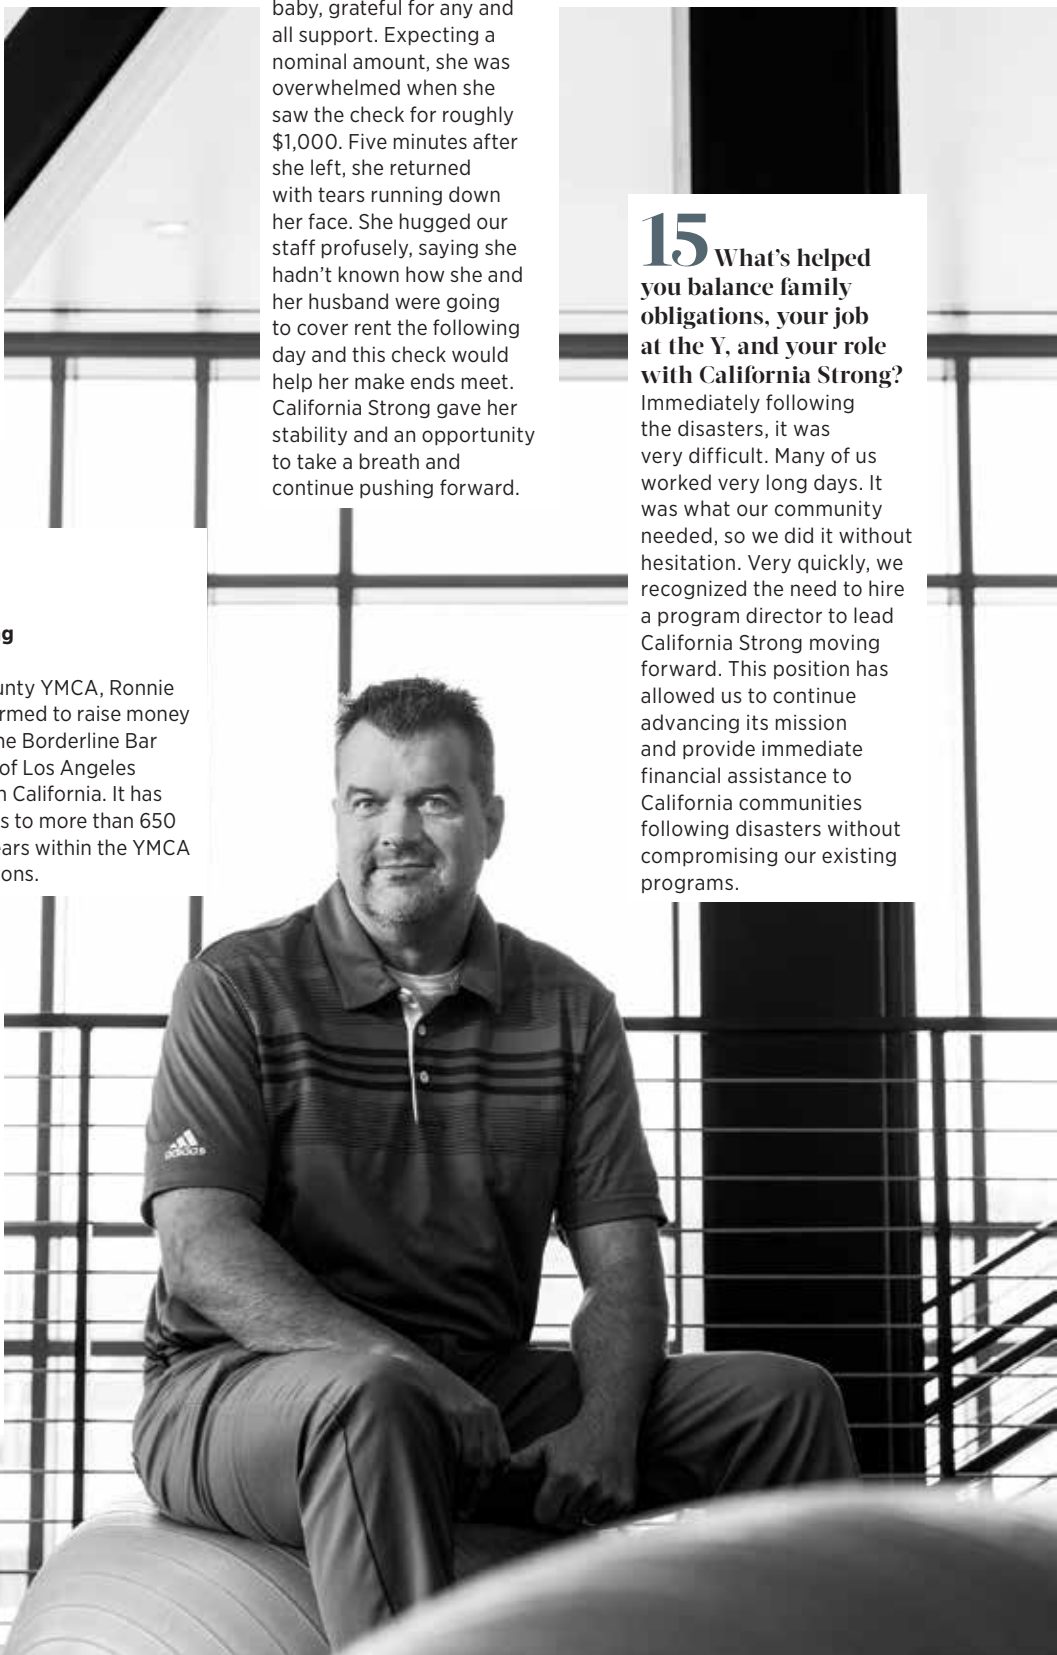 g
unty YMCA, Ronnie
rmed to raise money
he Borderline Bar
of Los Angeles
n California. It has
s to more than 650
ears within the YMCA
ons.
baby, grateful for any and
all support. Expecting a
nominal amount, she was
overwhelmed when she
saw the check for roughly
$1,000. Five minutes after
she left, she returned
with tears running down
her face. She hugged our
staff profusely, saying she
hadn’t known how she and
her husband were going
to cover rent the following
day and this check would
help her make ends meet.
California Strong gave her
stability and an opportunity
to take a breath and
continue pushing forward.
15 What’s helped
you balance family
obligations, your job
at the Y, and your role
with California Strong?
Immediately following
the disasters, it was
very difficult. Many of us
worked very long days. It
was what our community
needed, so we did it without
hesitation. Very quickly, we
recognized the need to hire
a program director to lead
California Strong moving
forward. This position has
allowed us to continue
advancing its mission
and provide immediate
financial assistance to
California communities
following disasters without
compromising our existing
programs.
adidas